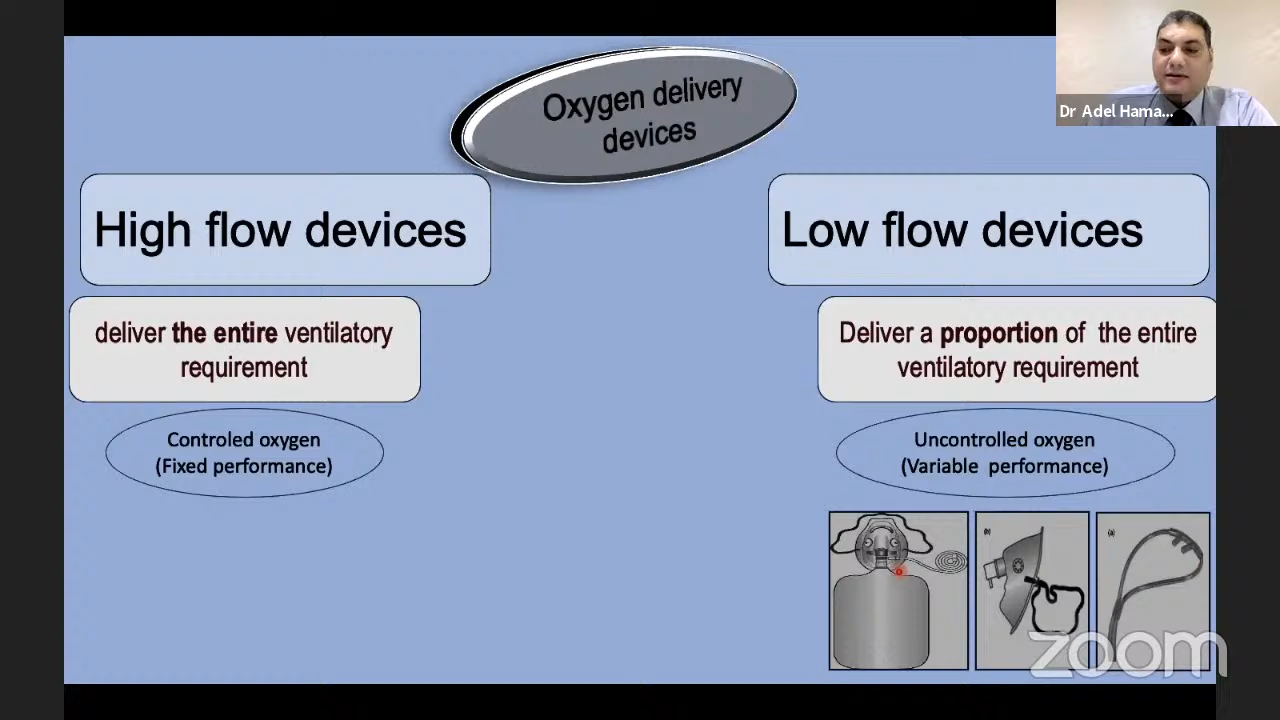 Oxygen delivery
devices
Dr Adel Hama...
High flow devices
Low flow devices
deliver the entire ventilatory
requirement
Deliver a proportion of the entire
ventilatory requirement
Controled oxygen
(Fixed performance)
Uncontrolled oxygen
(Variable performance)
(b)
(a)
zoom